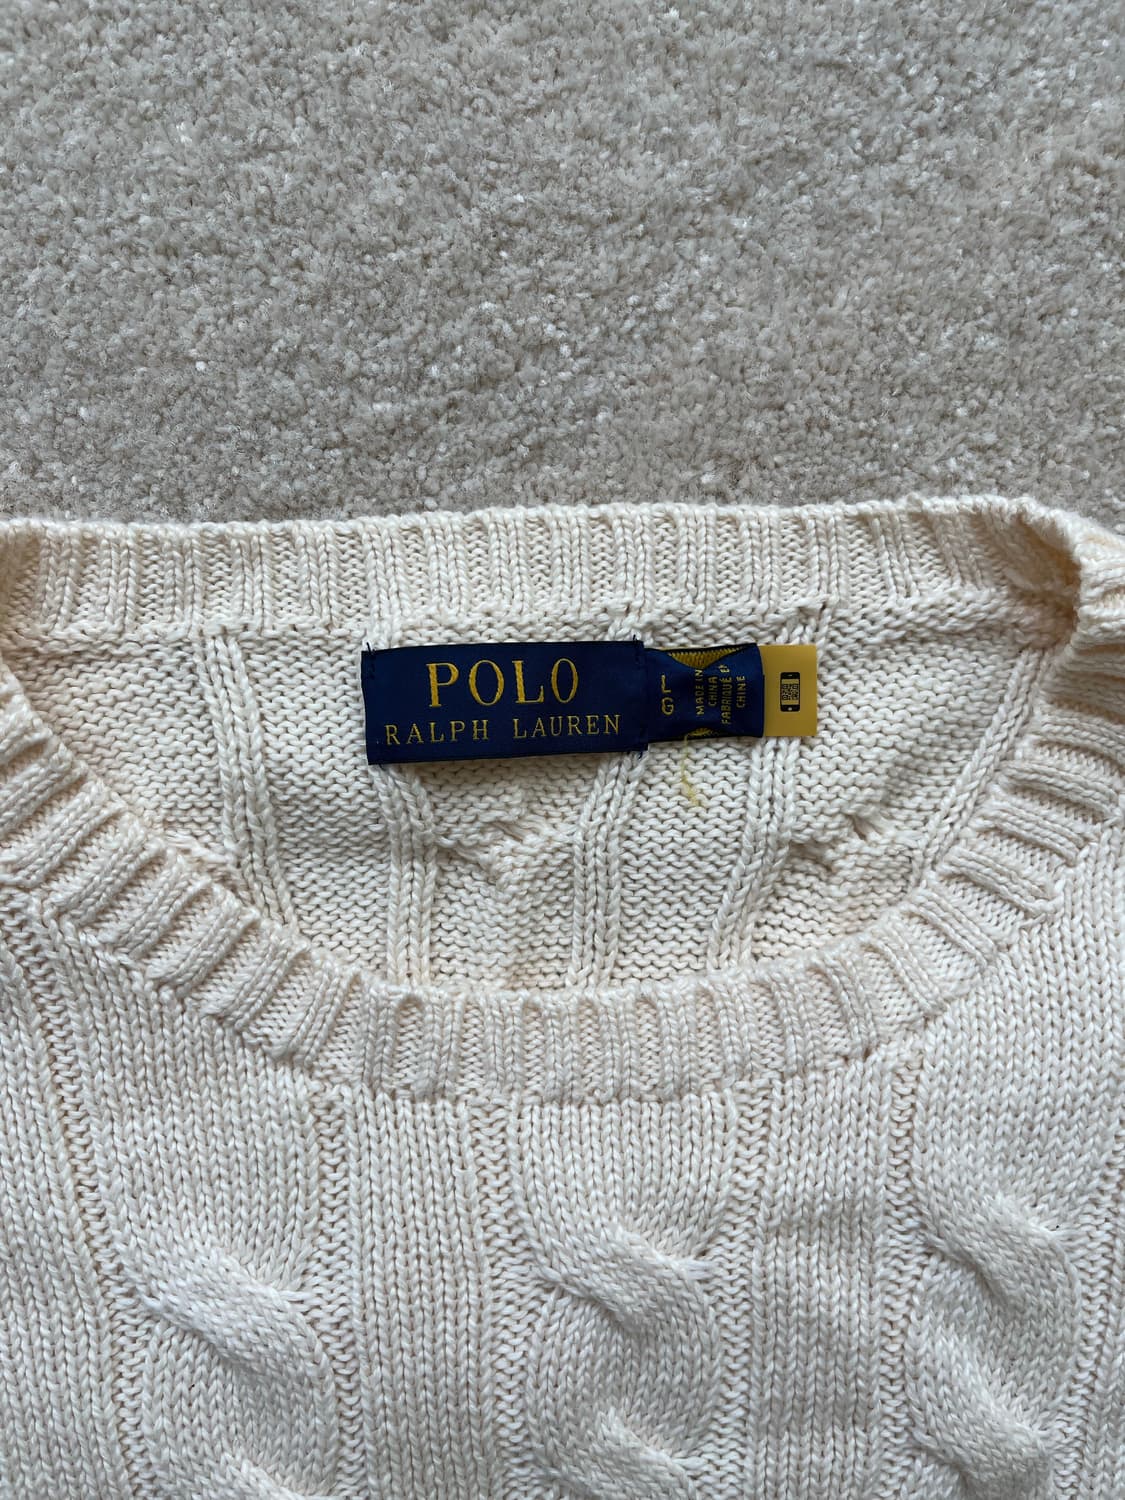 POLO
RALPH LAUREN
L
G
MADE IN
CHINA
FABRIQUÉ EN
CHINE